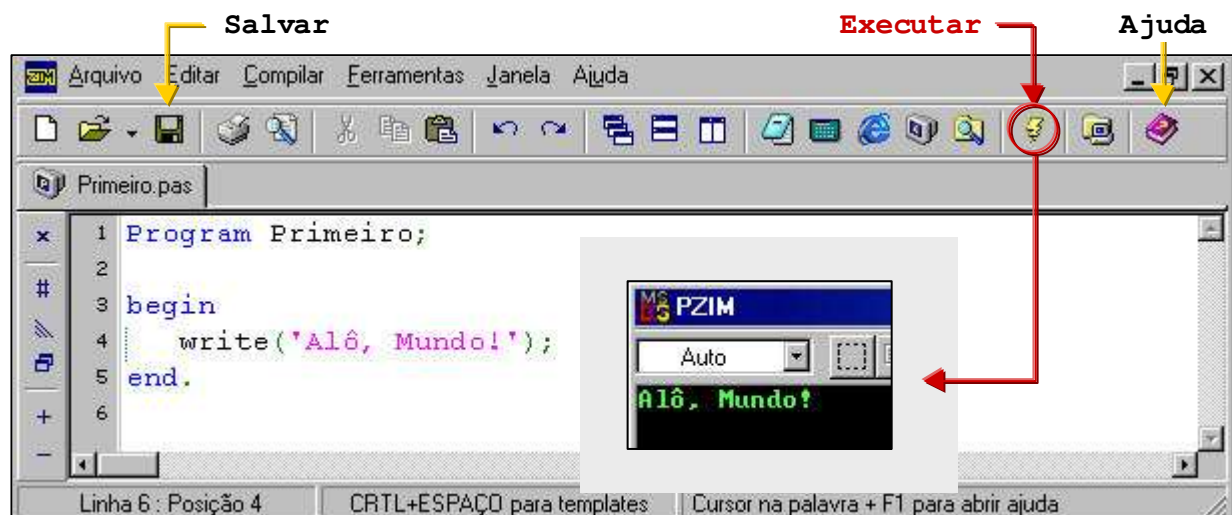 Salvar Executar Ajuda
ZIM Arquivo Editar Compilar Ferramentas Janela Ajuda
Primeiro.pas
1 Program Primeiro;
2
3 begin
4 write('Alô, Mundo!');
5 end.
6
PZIM
Auto
Alô, Mundo!
Linha 6 : Posição 4 CRTL+ESPAÇO para templates Cursor na palavra + F1 para abrir ajuda